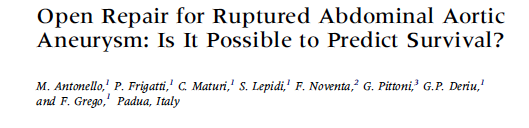 Open Repair for Ruptured Abdominal Aortic
Aneurysm: Is It Possible to Predict Survival?
M. Antonello,¹ P. Frigatti,¹ C. Maturi,¹ S. Lepidi,¹ F. Noventa,² G. Pittoni,³ G.P. Deriu,¹
and F. Grego,¹ Padua, Italy